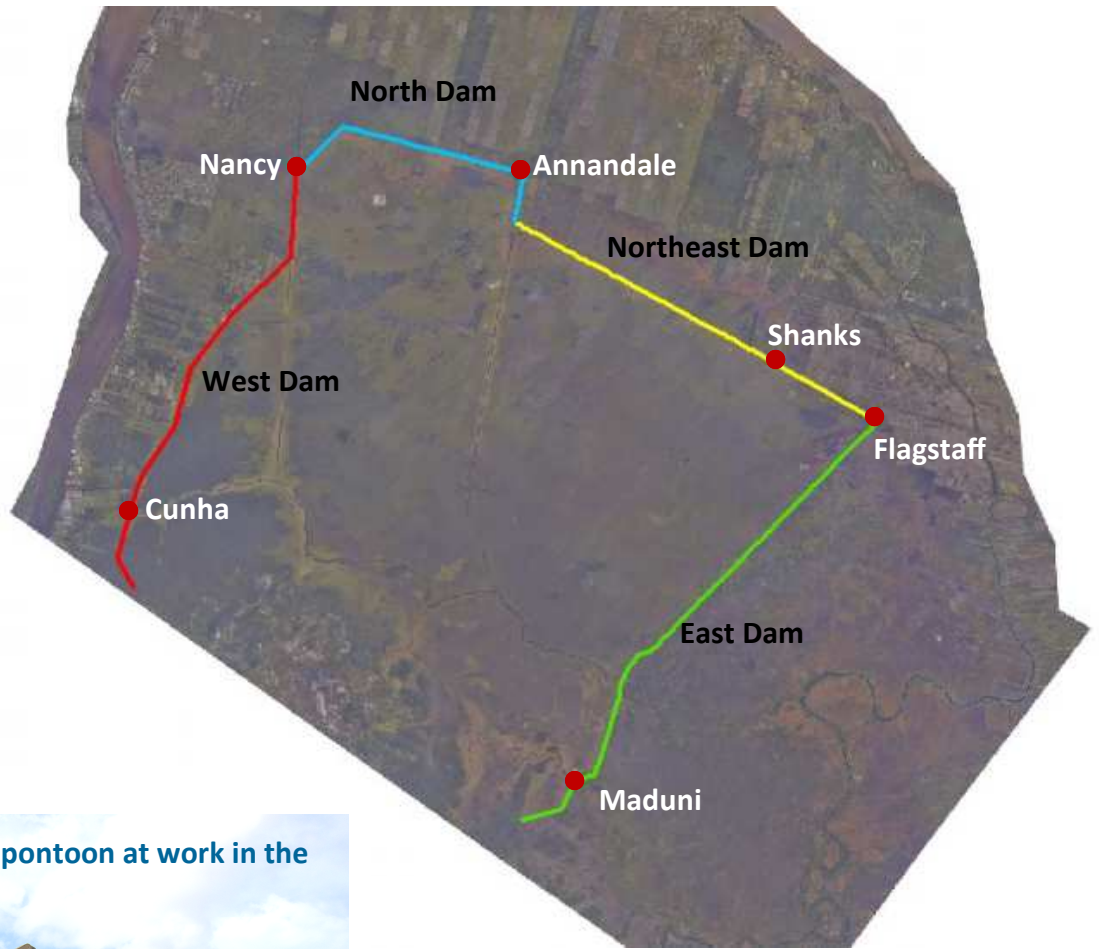 North Dam
Nancy
Annandale
Northeast Dam
Shanks
West Dam
Flagstaff
Cunha
East Dam
Maduni
pontoon at work in the